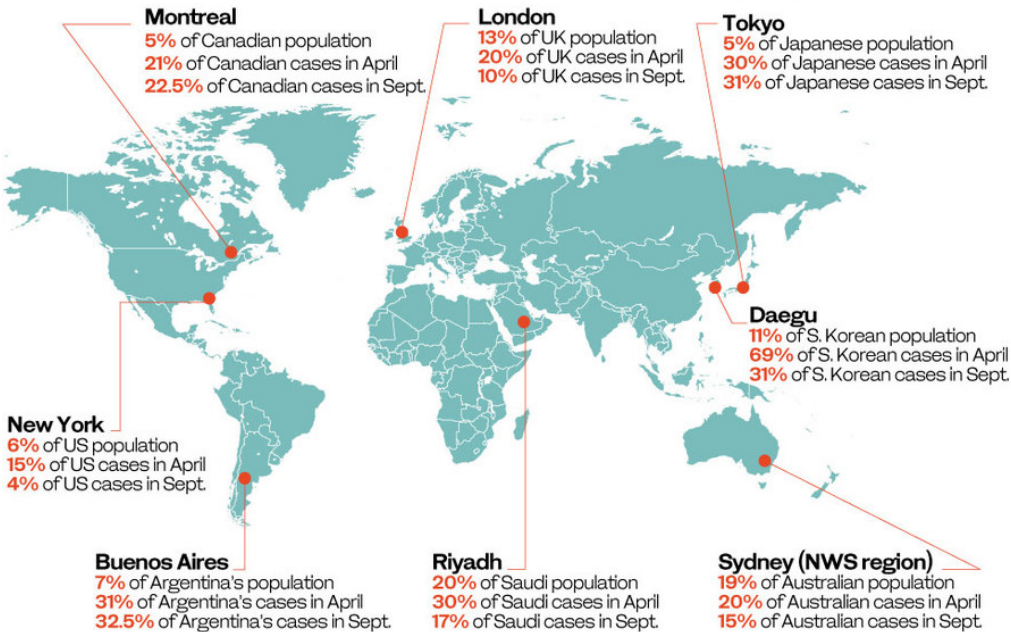 Montreal
5% of Canadian population
21% of Canadian cases in April
22.5% of Canadian cases in Sept.
London
13% of UK population
20% of UK cases in April
10% of UK cases in Sept.
Tokyo
5% of Japanese population
30% of Japanese cases in April
31% of Japanese cases in Sept.
Daegu
11% of S. Korean population
69% of S. Korean cases in April
31% of S. Korean cases in Sept.
New York
6% of US population
15% of US cases in April
4% of US cases in Sept.
Buenos Aires
7% of Argentina's population
31% of Argentina's cases in April
32.5% of Argentina's cases in Sept.
Riyadh
20% of Saudi population
30% of Saudi cases in April
17% of Saudi cases in Sept.
Sydney (NWS region)
19% of Australian population
20% of Australian cases in April
15% of Australian cases in Sept.